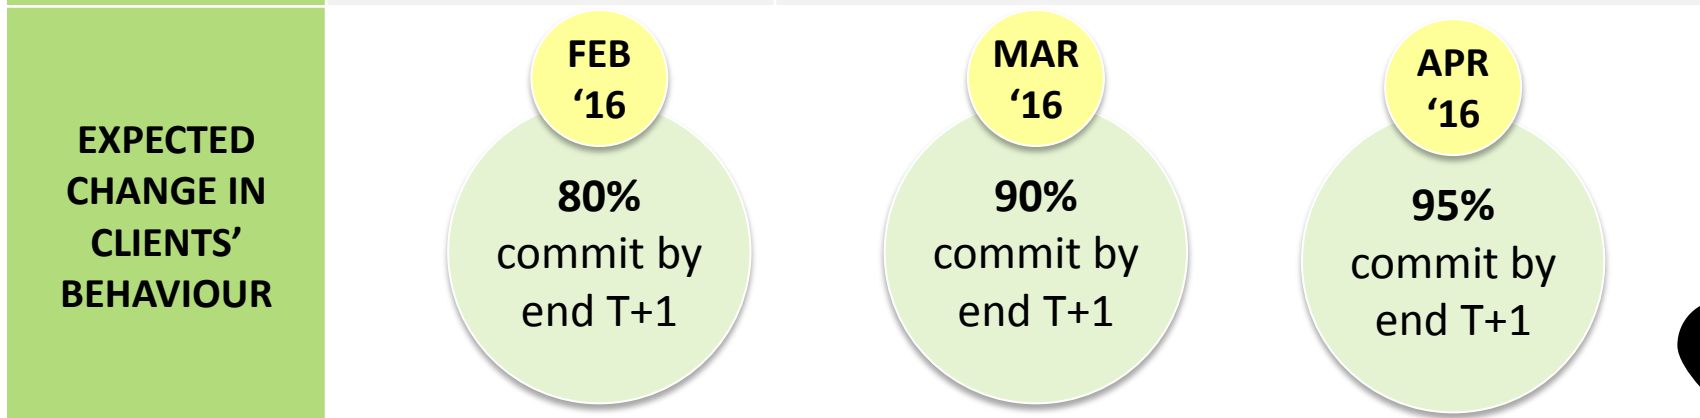 EXPECTED
CHANGE IN
CLIENTS’
BEHAVIOUR
FEB
‘16
80%
commit by
end T+1
MAR
‘16
90%
commit by
end T+1
APR
‘16
95%
commit by
end T+1